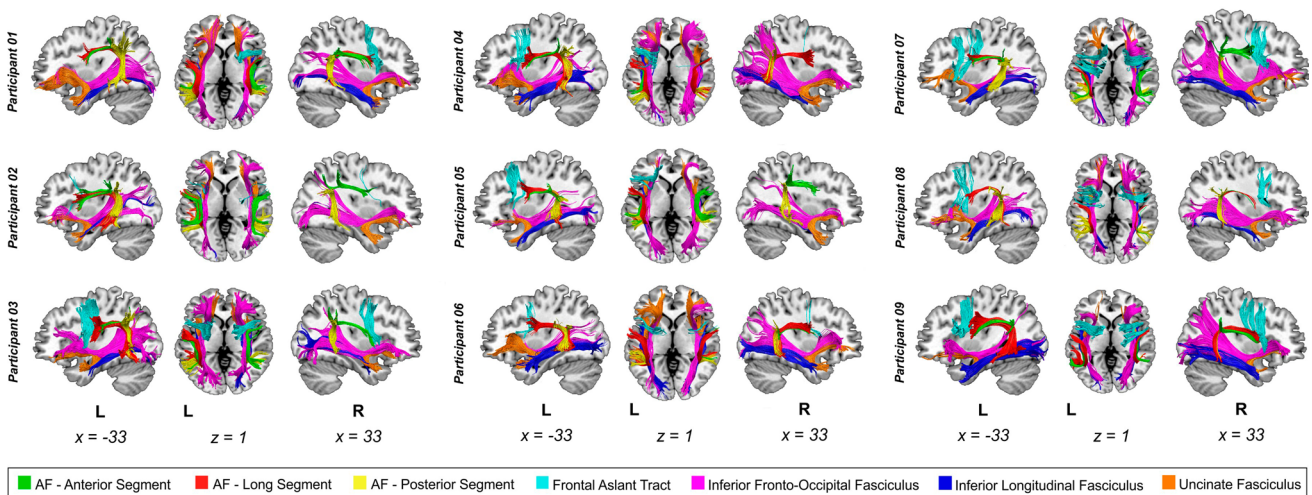 Participant 01
Participant 04
Participant 07
Participant 02
Participant 05
Participant 08
Participant 03
Participant 06
Participant 09
L L R L L R L L R
x = -33 z = 1 x = 33 x = -33 z = 1 x = 33 x = -33 z = 1 x = 33
AF - Anterior Segment AF - Long Segment AF - Posterior Segment Frontal Aslant Tract Inferior Fronto-Occipital Fasciculus Inferior Longitudinal Fasciculus Uncinate Fasciculus